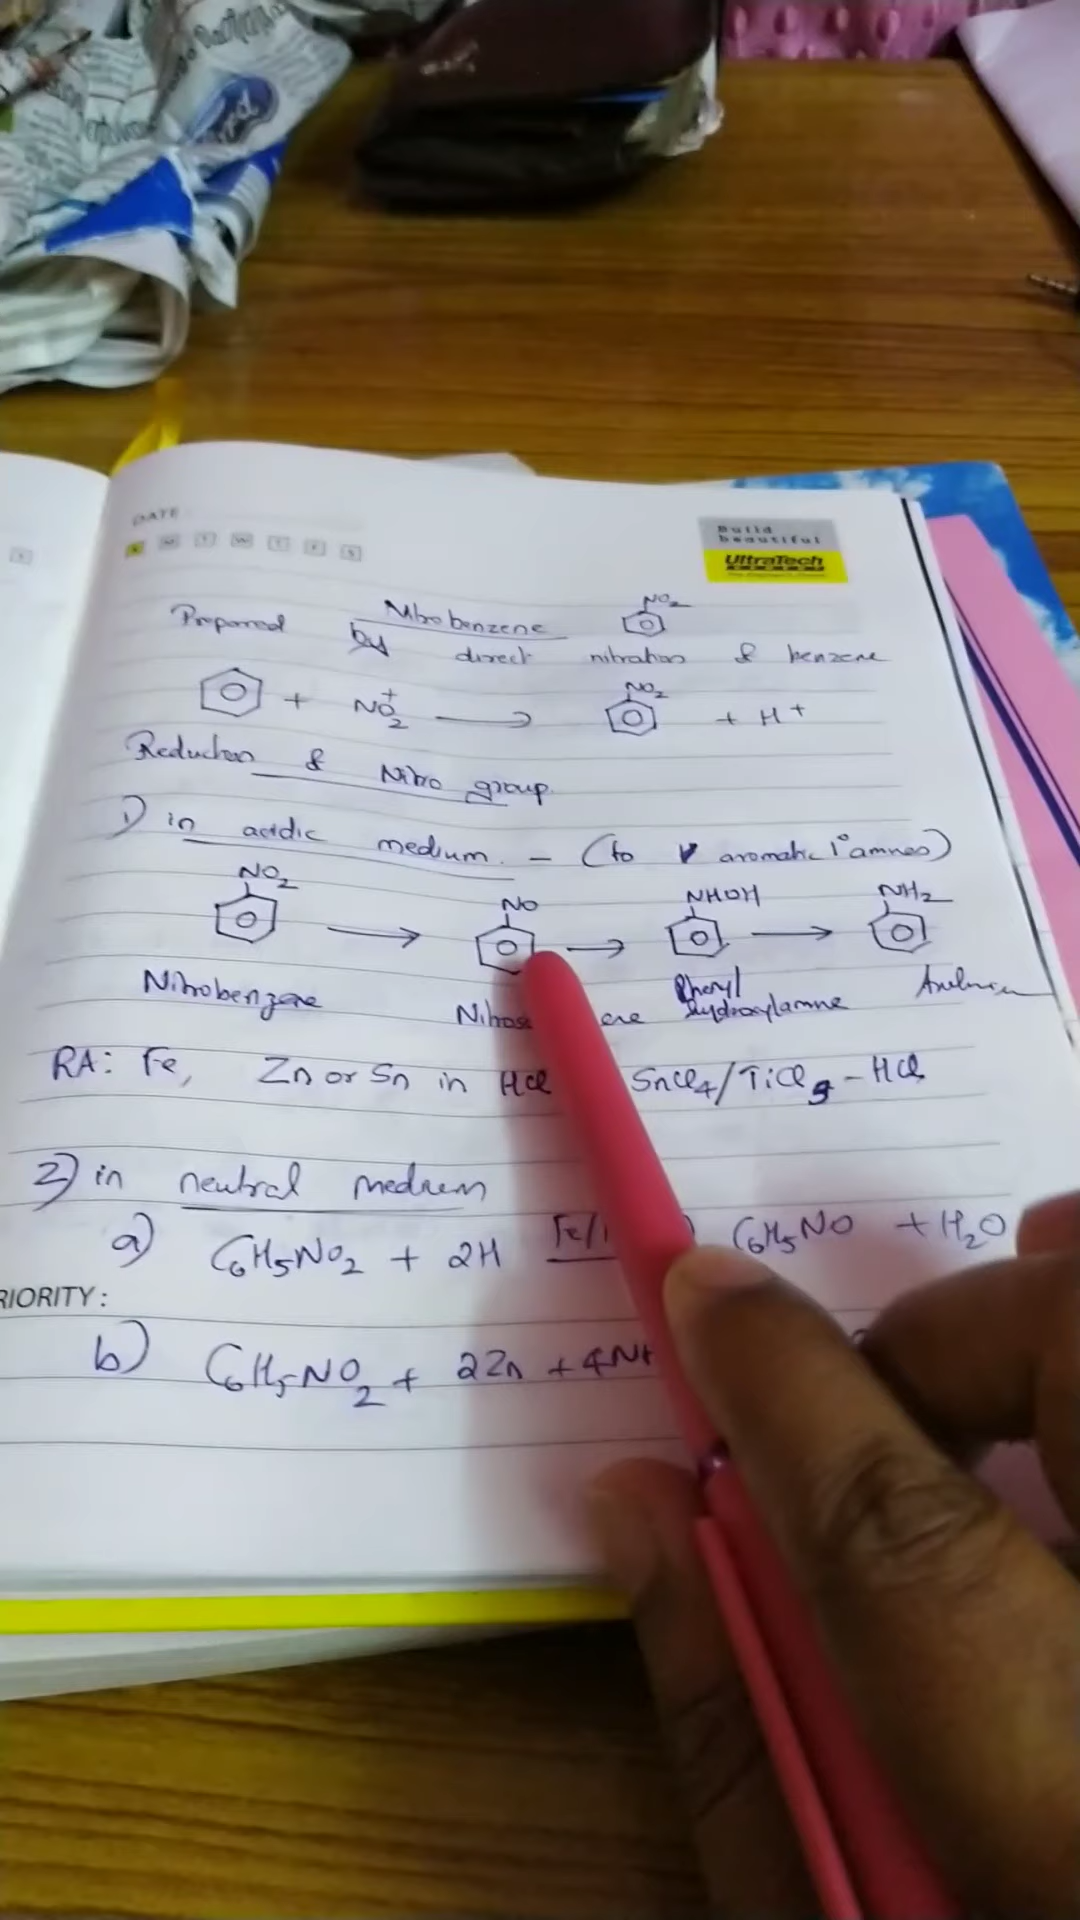 DATE
S M T W T F S
Build
beautiful
UltraTech
CEMENT
Nitrobenzene NO2
Prepared by direct nitration of benzene
+ NO2+ → NO2 + H+
Reduction of Nitro group
1) in acidic medium - (to aromatic 1° amines)
NO2 → NO → NHOH → NH2
Nitrobenzene Phenyl hydroxylamine
RA: Fe, Zn or Sn in HCl SnCl4/TiCl3-HCl
2) in neutral medium
a) C6H5NO2 + 2H Fe/ C6H5NO + H2O
RIORITY:
b) C6H5NO2 + 2Zn + 4NH